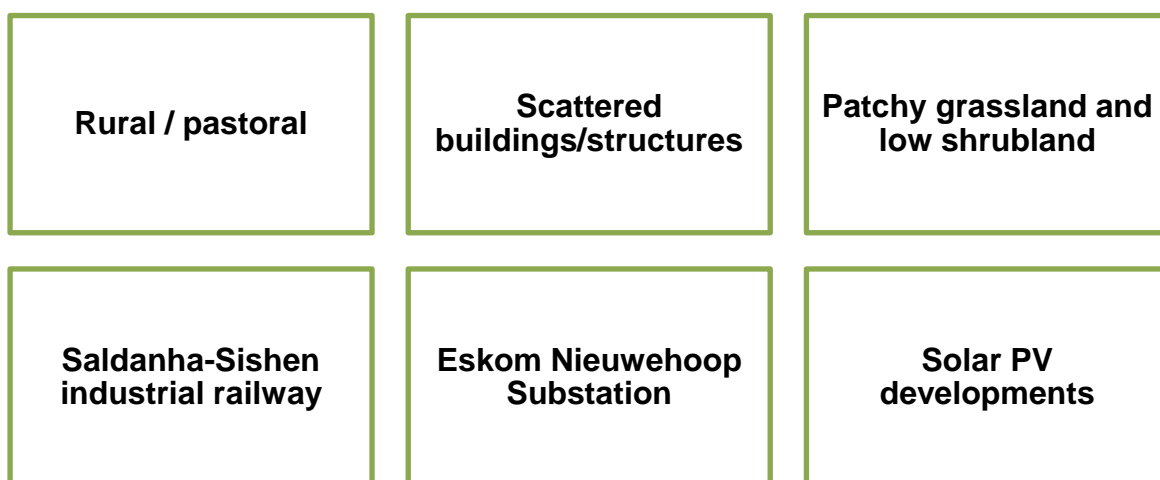 Rural / pastoral
Scattered
buildings/structures
Patchy grassland and
low shrubland
Saldanha-Sishen
industrial railway
Eskom Nieuwehoop
Substation
Solar PV
developments